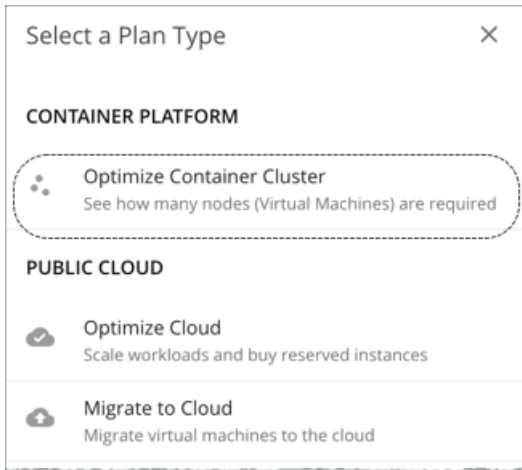 Select a Plan Type
CONTAINER PLATFORM
Optimize Container Cluster
See how many nodes (Virtual Machines) are required
PUBLIC CLOUD
Optimize Cloud
Scale workloads and buy reserved instances
Migrate to Cloud
Migrate virtual machines to the cloud